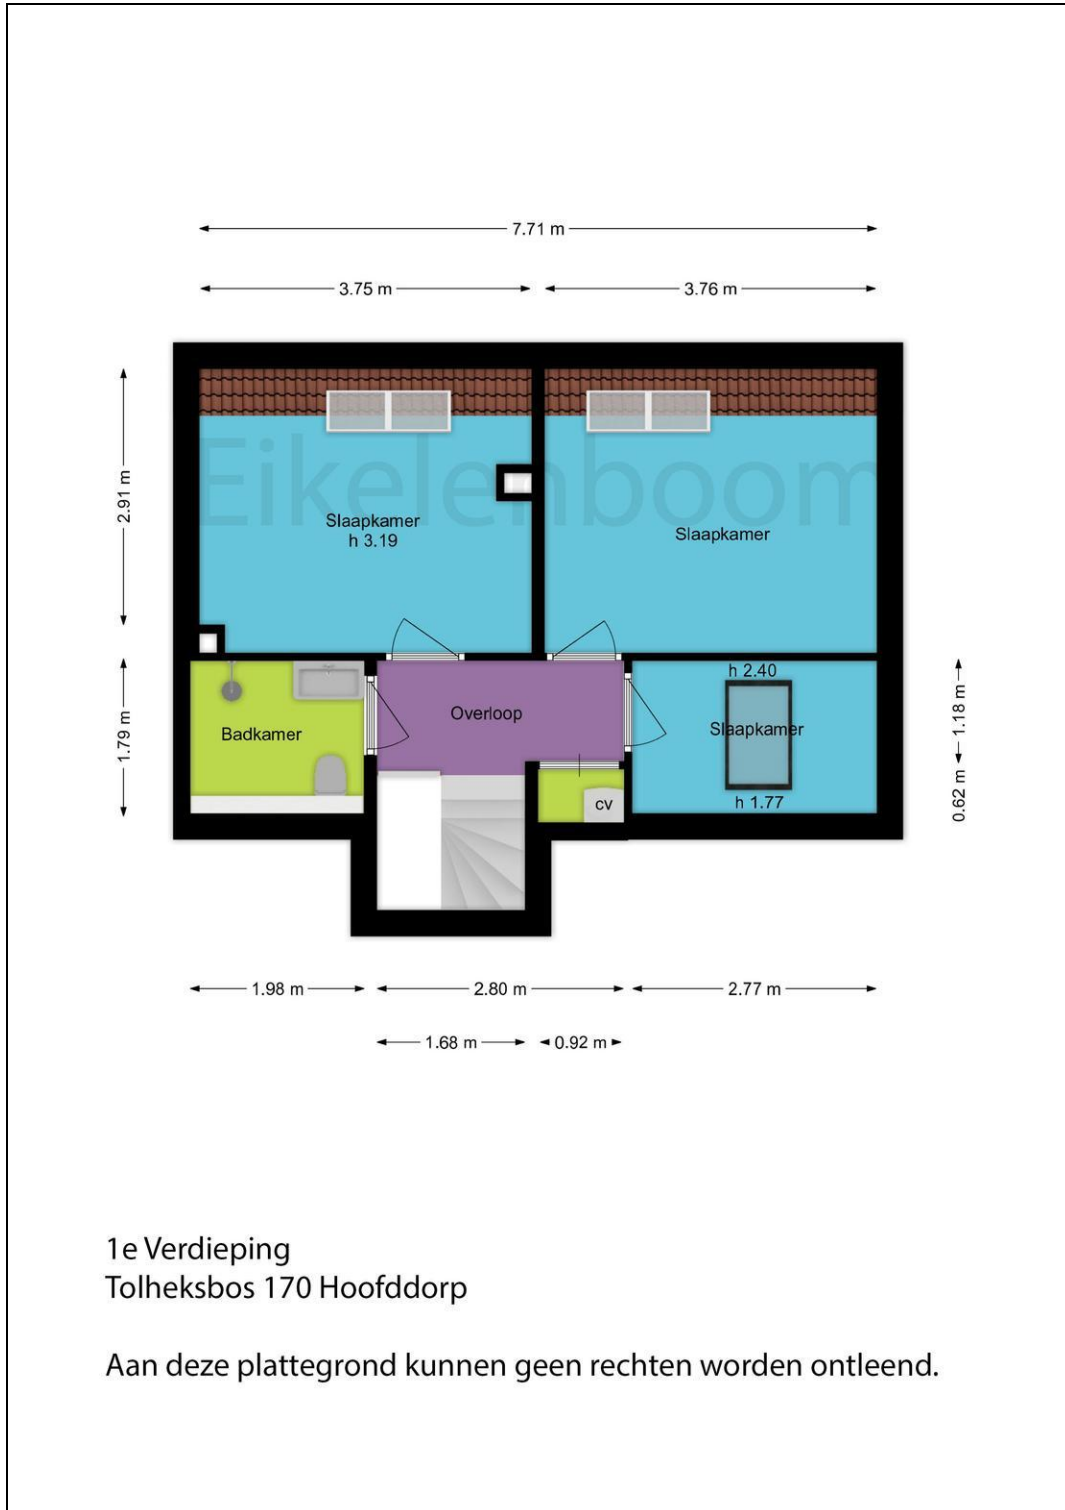 7.71 m
3.75 m
3.76 m
Eikelenboom
2.91 m
Slaapkamer
h 3.19
Slaapkamer
h 2.40
1.79 m
Badkamer
Overloop
Slaapkamer
1.18 m
0.62 m
cv
h 1.77
1.98 m
2.80 m
2.77 m
1.68 m
0.92 m
1e Verdieping
Tolheksbos 170 Hoofddorp
Aan deze plattegrond kunnen geen rechten worden ontleend.